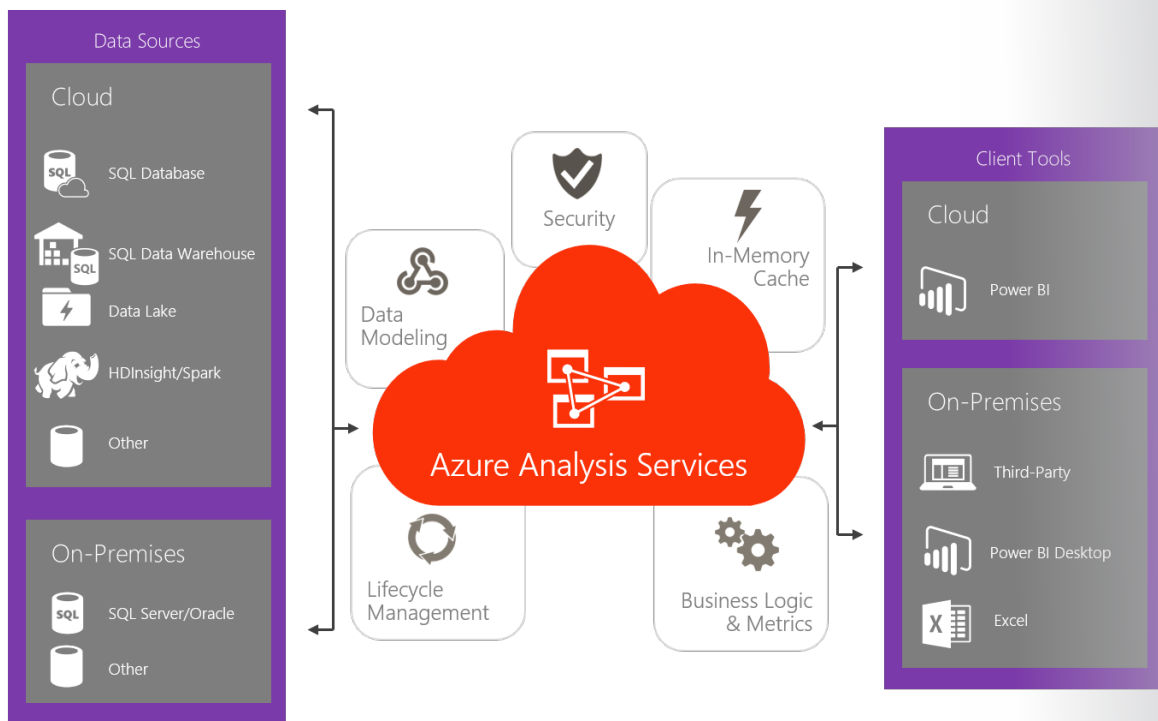 Data Sources
Cloud
SQL
SQL Database
SQL
SQL Data Warehouse
Data Lake
HDInsight/Spark
Other
On-Premises
SQL
SQL Server/Oracle
Other
Security
In-Memory
Cache
Data
Modeling
Azure Analysis Services
Lifecycle
Management
Business Logic
& Metrics
Client Tools
Cloud
Power BI
On-Premises
Third-Party
Power BI Desktop
X
Excel